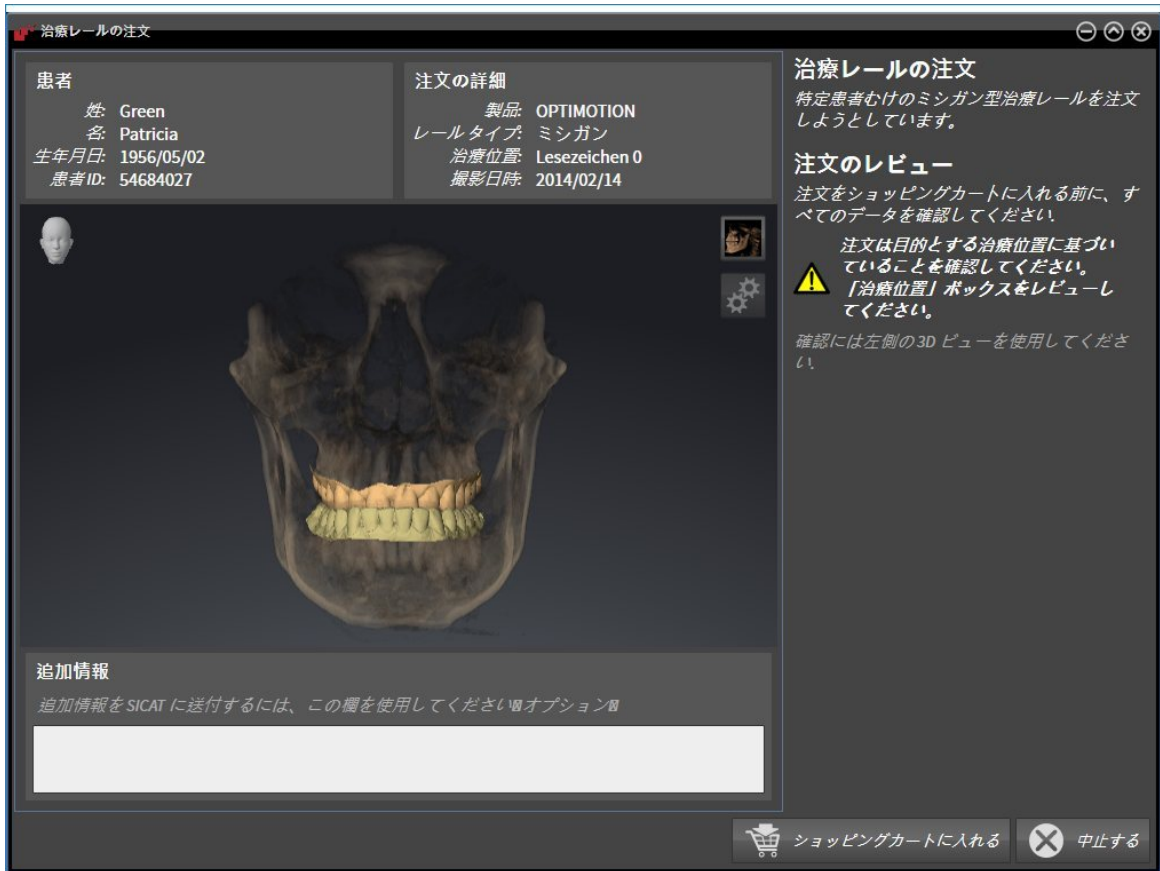 治療レールの注文
患者
姓: Green
名: Patricia
生年月日: 1956/05/02
患者ID: 54684027
注文の詳細
製品: OPTIMOTION
レールタイプ: ミシガン
治療位置: Lesezeichen 0
撮影日時: 2014/02/14
追加情報
追加情報をSICAT に送付するには、この欄を使用してください オプション
治療レールの注文
特定患者むけのミシガン型治療レールを注文
しようとしています。
注文のレビュー
注文をショッピングカートに入れる前に、す
べてのデータを確認してください.
注文は目的とする治療位置に基づい
ていることを確認してください。
「治療位置」ボックスをレビューし
てください。
確認には左側の3D ビューを使用してくださ
い.
ショッピングカートに入れる
中止する